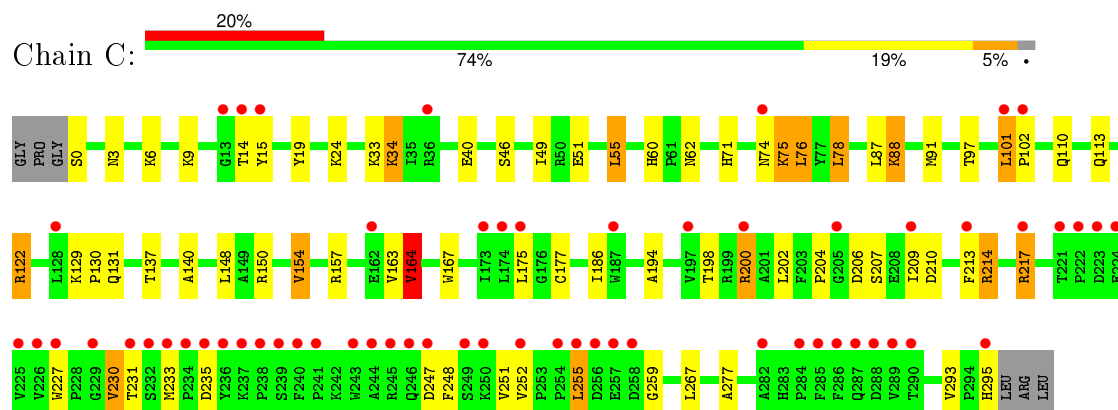 20%
Chain C:
74% 19% 5% •
GLY PRO GLY S0 N3 K6 K9 G13 T14 Y15 Y19 K24 K33 K34 I35 R36 E40 S46 I49 R50 E51 L55 H60 P61 N62 H71 N74 K75 L76 Y77 L78 L87 K88 M91 T97 L101 P102 Q110 Q113
R122 L128 K129 P130 Q131 T137 A140 L148 A149 R150 V154 R157 E162 V163 V164 W167 I173 L174 L175 G176 C177 I186 W187 A194 V197 T198 R199 R200 A201 L202 F203 P204 G205 D206 S207 E208 I209 D210 F213 R214 R217 T221 P222 D223
V225 V226 W227 P228 G229 V230 T231 S232 M233 P234 D235 Y236 K237 P238 S239 F240 P241 K242 W243 A244 R245 Q246 D247 F248 S249 K250 V251 V252 P253 P254 L255 D256 E257 D258 G259 L267 A277 A282 H283 P284 F285 F286 Q287 D288 V289 T290 V293 P294 H295 LEU ARG LEU